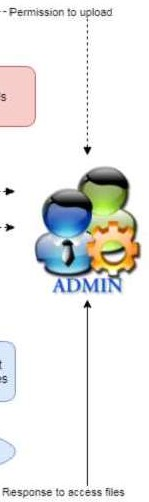 Permission to upload
ADMIN
Response to access files